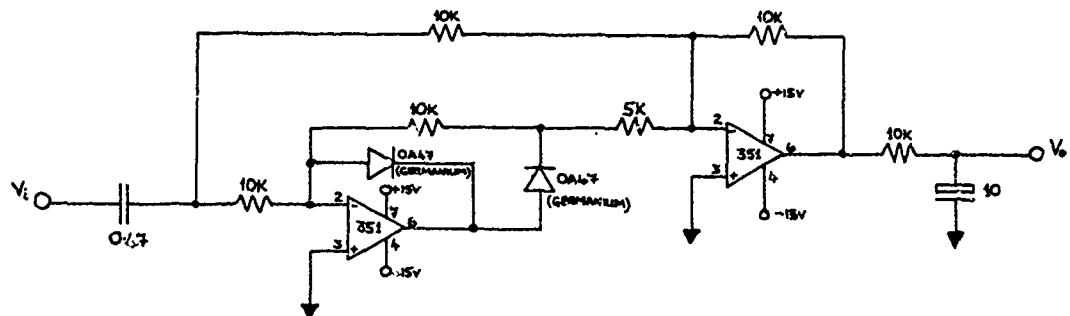 10K
10K
10K
5K
+15V
2
7
351
6
3
4
-15V
10K
Vo
10
OA47
(GERMANIUM)
OA47
(GERMANIUM)
Vi
0.47
10K
+15V
2
7
351
6
3
4
-15V